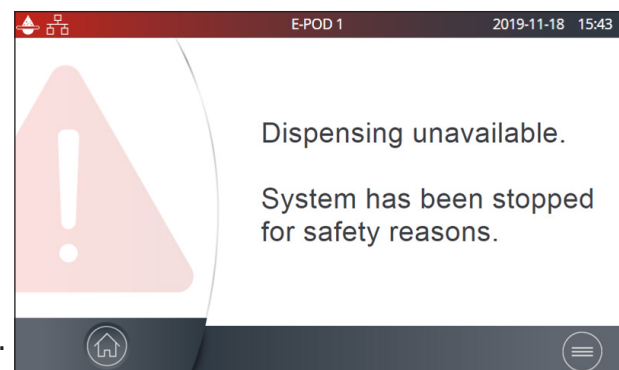 E-POD 1 2019-11-18 15:43
Dispensing unavailable.
System has been stopped
for safety reasons.